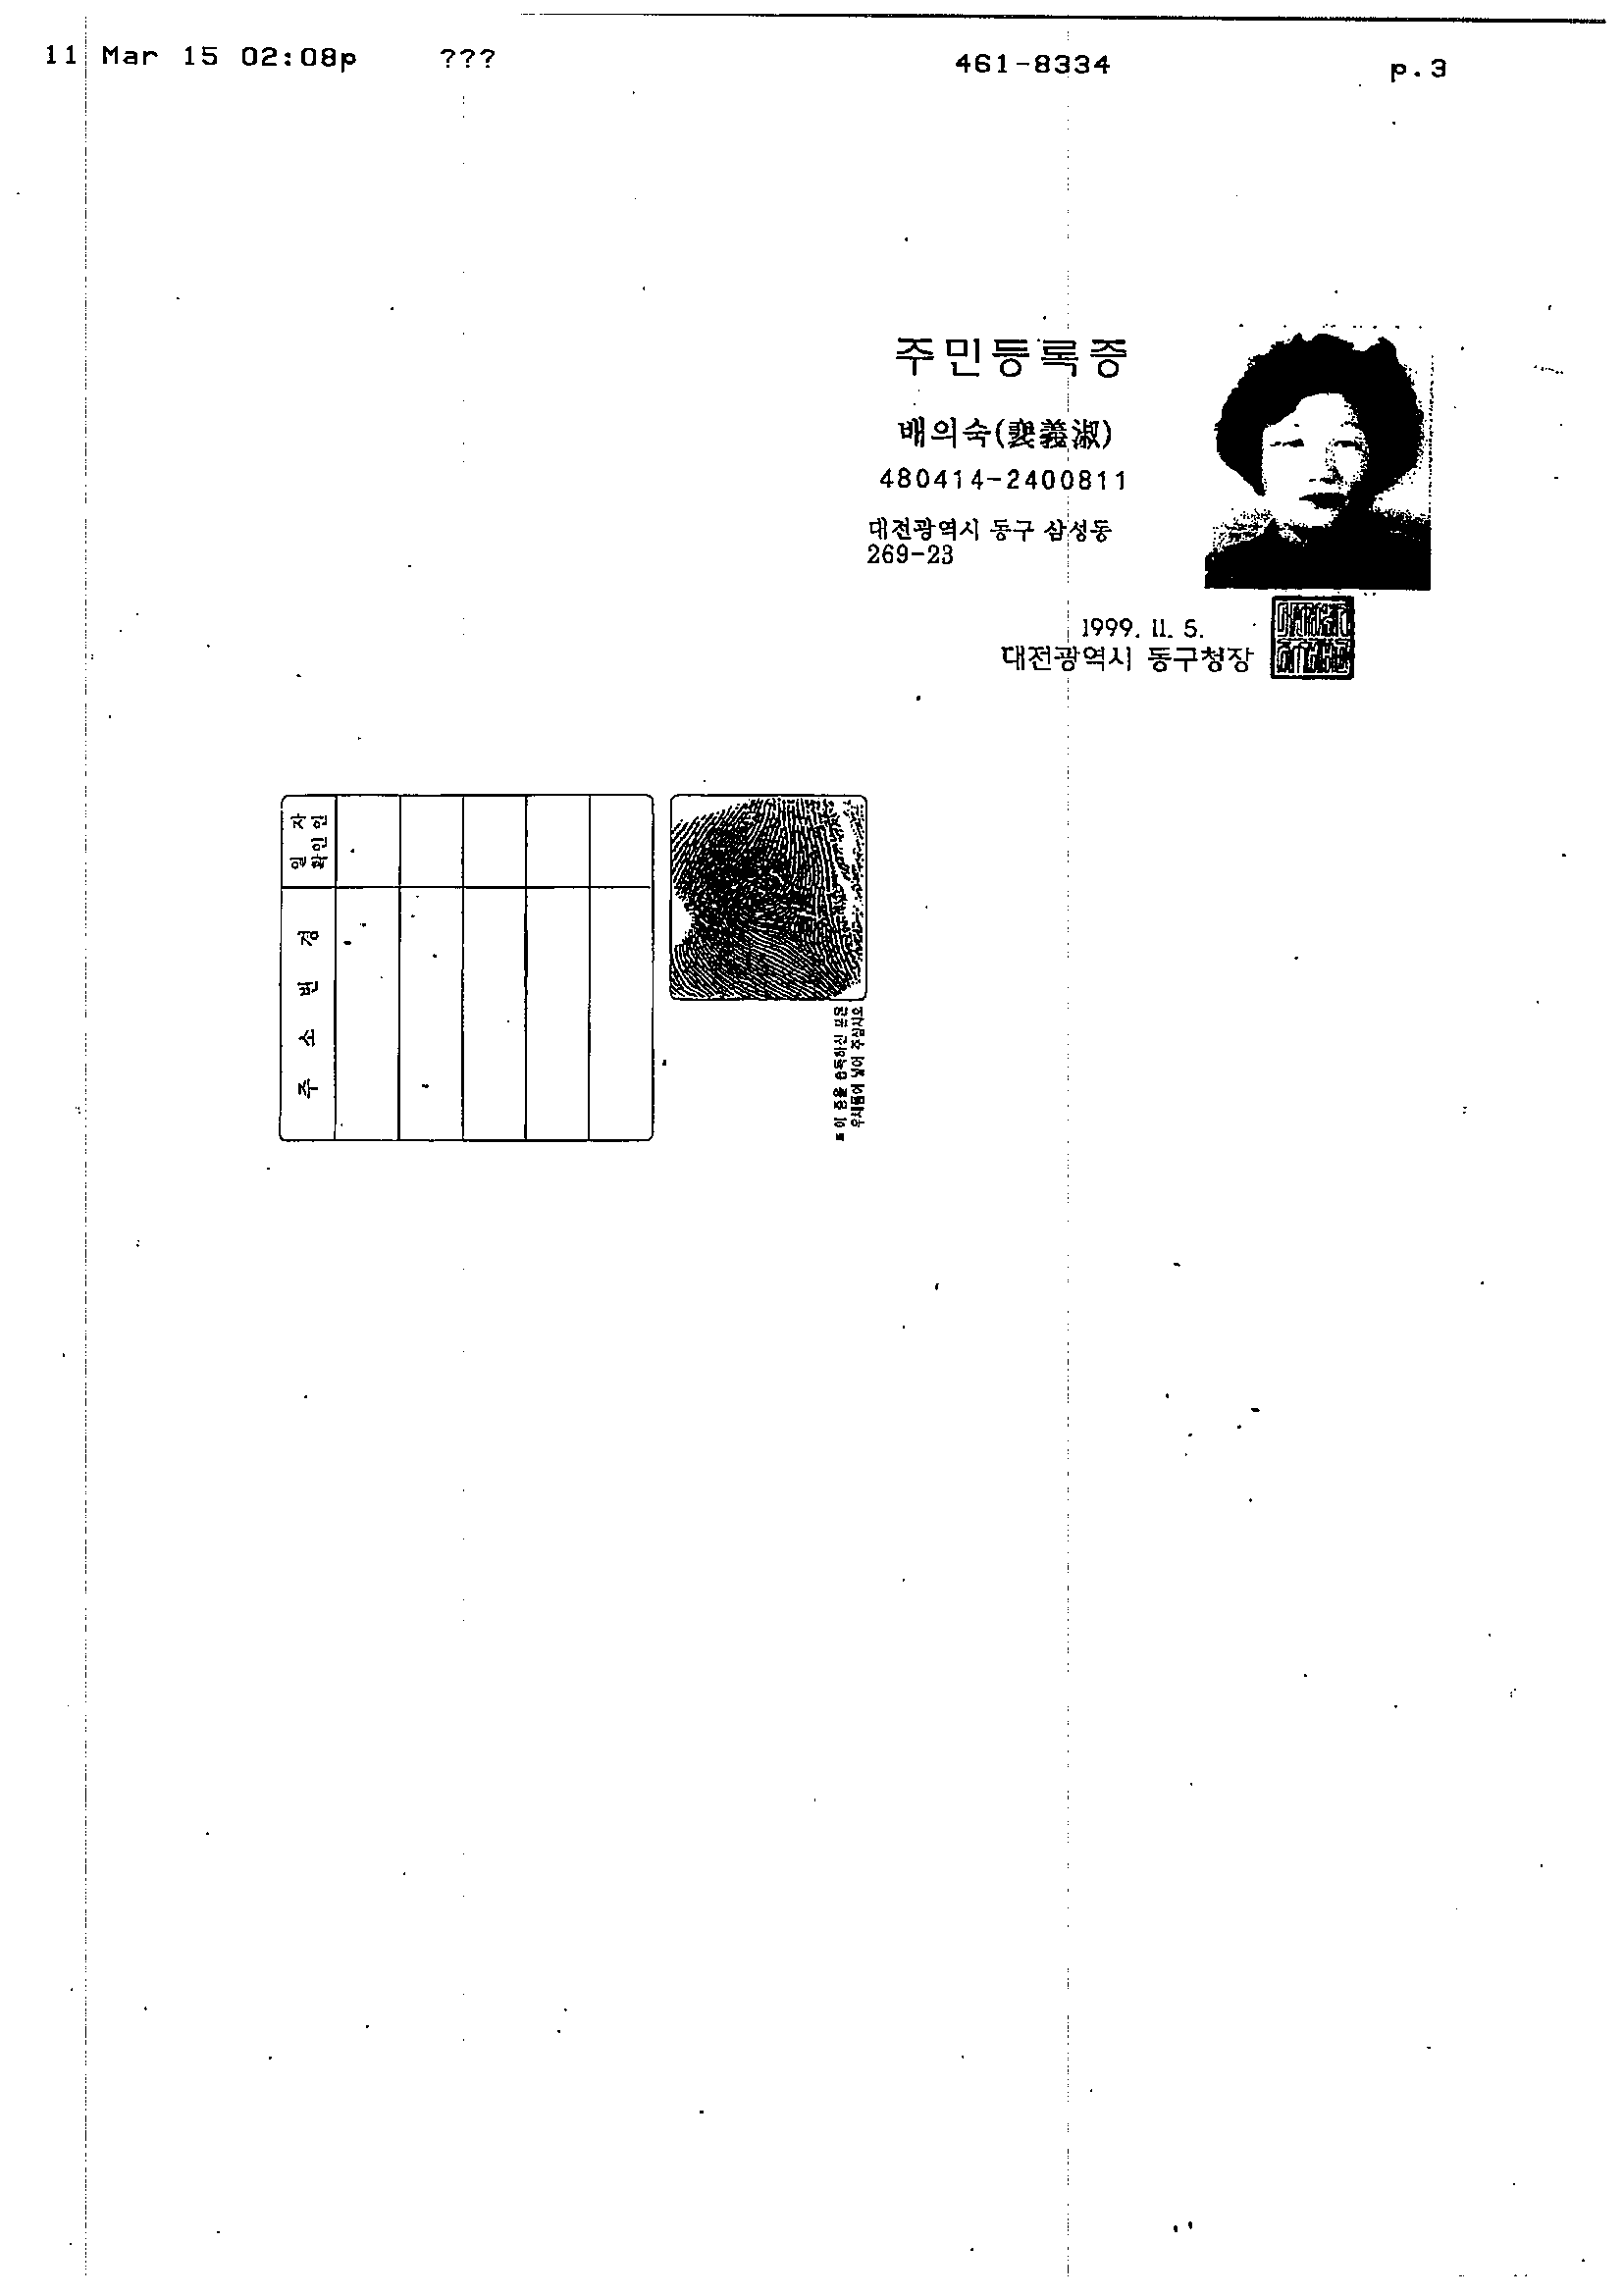 11 Mar 15 02:08p ??? 461-8334 p.3
주민등록증
배의숙(裵義淑)
480414-2400811
대전광역시 동구 삼성동
269-23
1999. 11. 5.
대전광역시 동구청장
주 소 변 경
일 자
확인인
이 증을 습득하신 분은
우체통에 넣어 주십시오